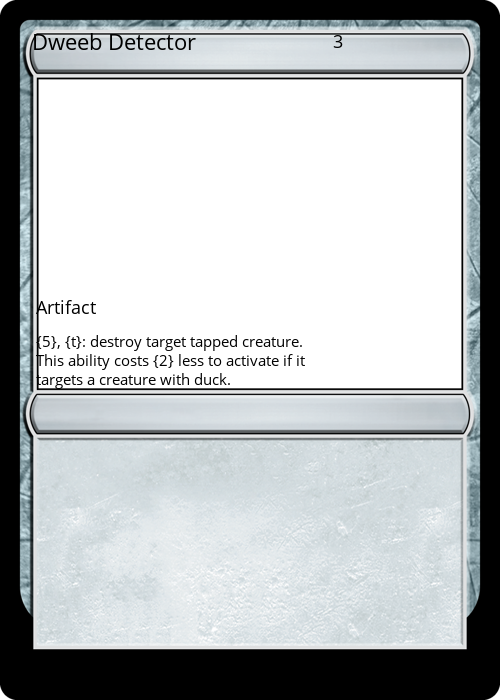 Dweeb Detector 3
Artifact
{5}, {t}: destroy target tapped creature.
This ability costs {2} less to activate if it
targets a creature with duck.